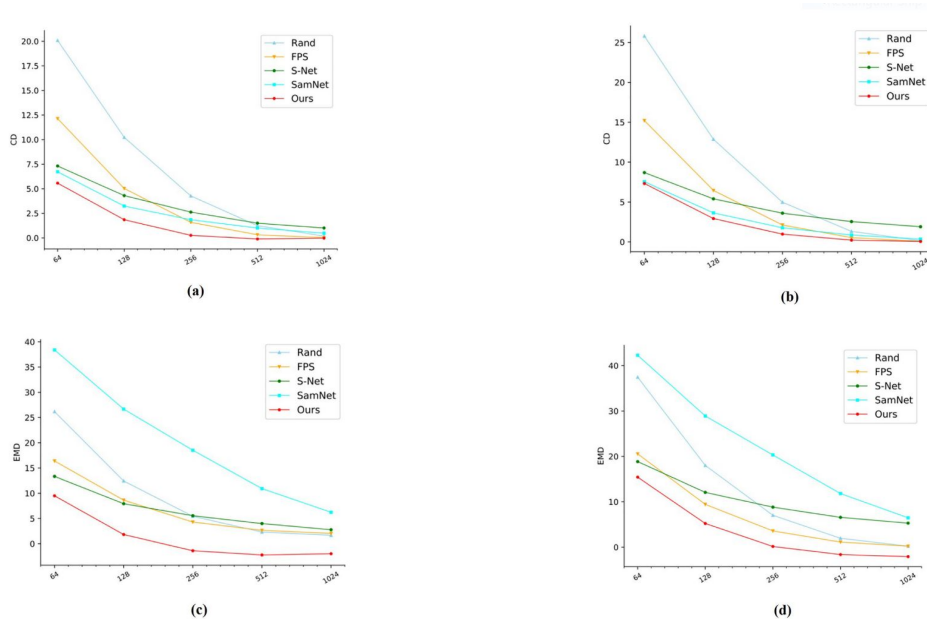 20.0
17.5
15.0
12.5
10.0
7.5
5.0
2.5
0.0
CD
64
128
256
512
1024
Rand
FPS
S-Net
SamNet
Ours
(a)
25
20
15
10
5
0
CD
64
128
256
512
1024
Rand
FPS
S-Net
SamNet
Ours
(b)
40
35
30
25
20
15
10
5
0
EMD
64
128
256
512
1024
Rand
FPS
S-Net
SamNet
Ours
(c)
40
30
20
10
0
EMD
64
128
256
512
1024
Rand
FPS
S-Net
SamNet
Ours
(d)